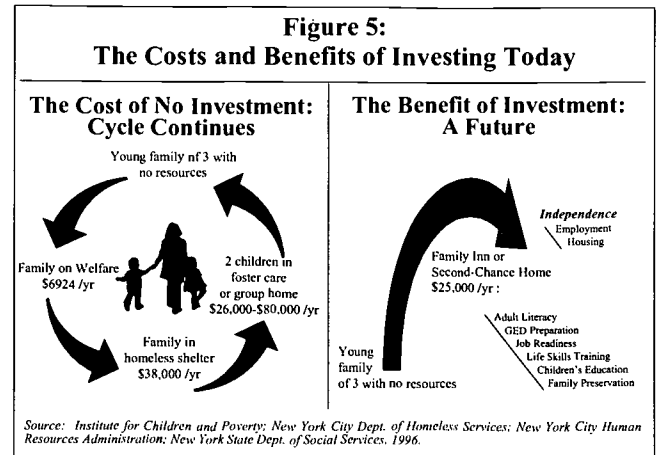 Figure 5:
The Costs and Benefits of Investing Today
The Cost of No Investment:
Cycle Continues
Young family nf 3 with
no resources
Family on Welfare
$6924 /yr
2 children in
foster care
or group home
$26,000-$80,000 /yr
Family in
homeless shelter
$38,000 /yr
The Benefit of Investment:
A Future
Independence
Employment
Housing
Family Inn or
Second-Chance Home
$25,000 /yr :
Adult Literacy
GED Preparation
Job Readiness
Life Skills Training
Children's Education
Family Preservation
Young
family
of 3 with no resources
Source: Institute for Children and Poverty; New York City Dept. of Homeless Services; New York City Human
Resources Administration; New York State Dept. of Social Services, 1996.